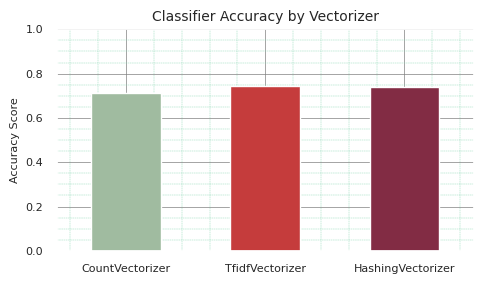 Classifier Accuracy by Vectorizer
Accuracy Score
1.0
0.8
0.6
0.4
0.2
0.0
CountVectorizer
TfidfVectorizer
HashingVectorizer